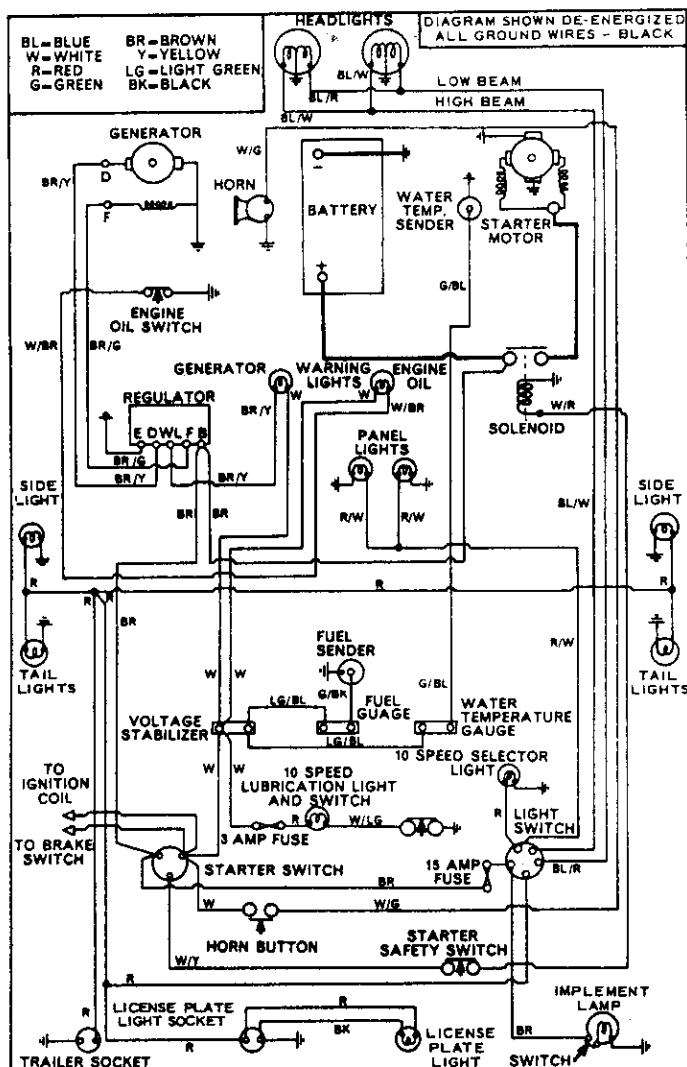 HEADLIGHTS
DIAGRAM SHOWN DE-ENERGIZED
ALL GROUND WIRES - BLACK
BL=BLUE BR=BROWN
W=WHITE Y=YELLOW
R=RED LG=LIGHT GREEN
G=GREEN BK=BLACK
BL/W
BL/R
BL/W
LOW BEAM
HIGH BEAM
GENERATOR
D
F
BR/Y
W/G
HORN
BATTERY
-
+
WATER
TEMP.
SENDER
STARTER
MOTOR
G/BL
ENGINE
OIL SWITCH
W/BR
BR/G
GENERATOR
WARNING
LIGHTS
ENGINE
OIL
W
W
BR/Y
W/BR
W/R
SOLENOID
REGULATOR
E D WL F B
BR/G
BR/Y
BR/Y
BR
BR
PANEL
LIGHTS
R/W
R/W
BL/W
SIDE
LIGHT
SIDE
LIGHT
R
R
R
R
R
BR
R/W
TAIL
LIGHTS
TAIL
LIGHTS
FUEL
SENDER
G/BK
W
W
LG/BL
LG/BL
G/BL
VOLTAGE
STABILIZER
FUEL
GUAGE
WATER
TEMPERATURE
GAUGE
W
W
10 SPEED
LUBRICATION LIGHT
AND SWITCH
10 SPEED SELECTOR
LIGHT
R
LIGHT
SWITCH
TO
IGNITION
COIL
TO BRAKE
SWITCH
3 AMP FUSE
R
W/LG
STARTER SWITCH
15 AMP
FUSE
BL/R
BR
W
W/G
HORN BUTTON
W/Y
STARTER
SAFETY SWITCH
R
R
LICENSE PLATE
LIGHT SOCKET
R
BK
R
TRAILER SOCKET
LICENSE
PLATE
LIGHT
BR
IMPLEMENT
LAMP
SWITCH